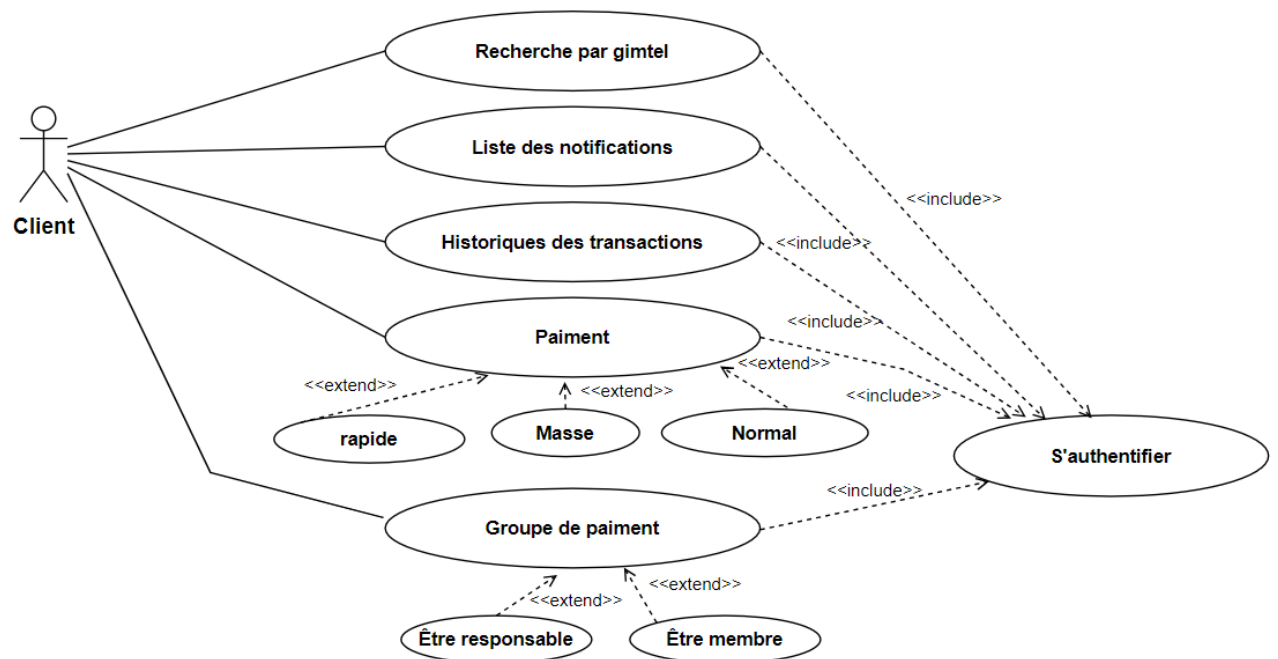 Recherche par gimtel
Liste des notifications
<<include>>
Client
Historiques des transactions
<<include>>
<<include>>
Paiment
<<extend>>
<<extend>>
<<extend>>
<<include>>
rapide
Masse
Normal
S'authentifier
<<include>>
Groupe de paiment
<<extend>>
<<extend>>
Être responsable
Être membre